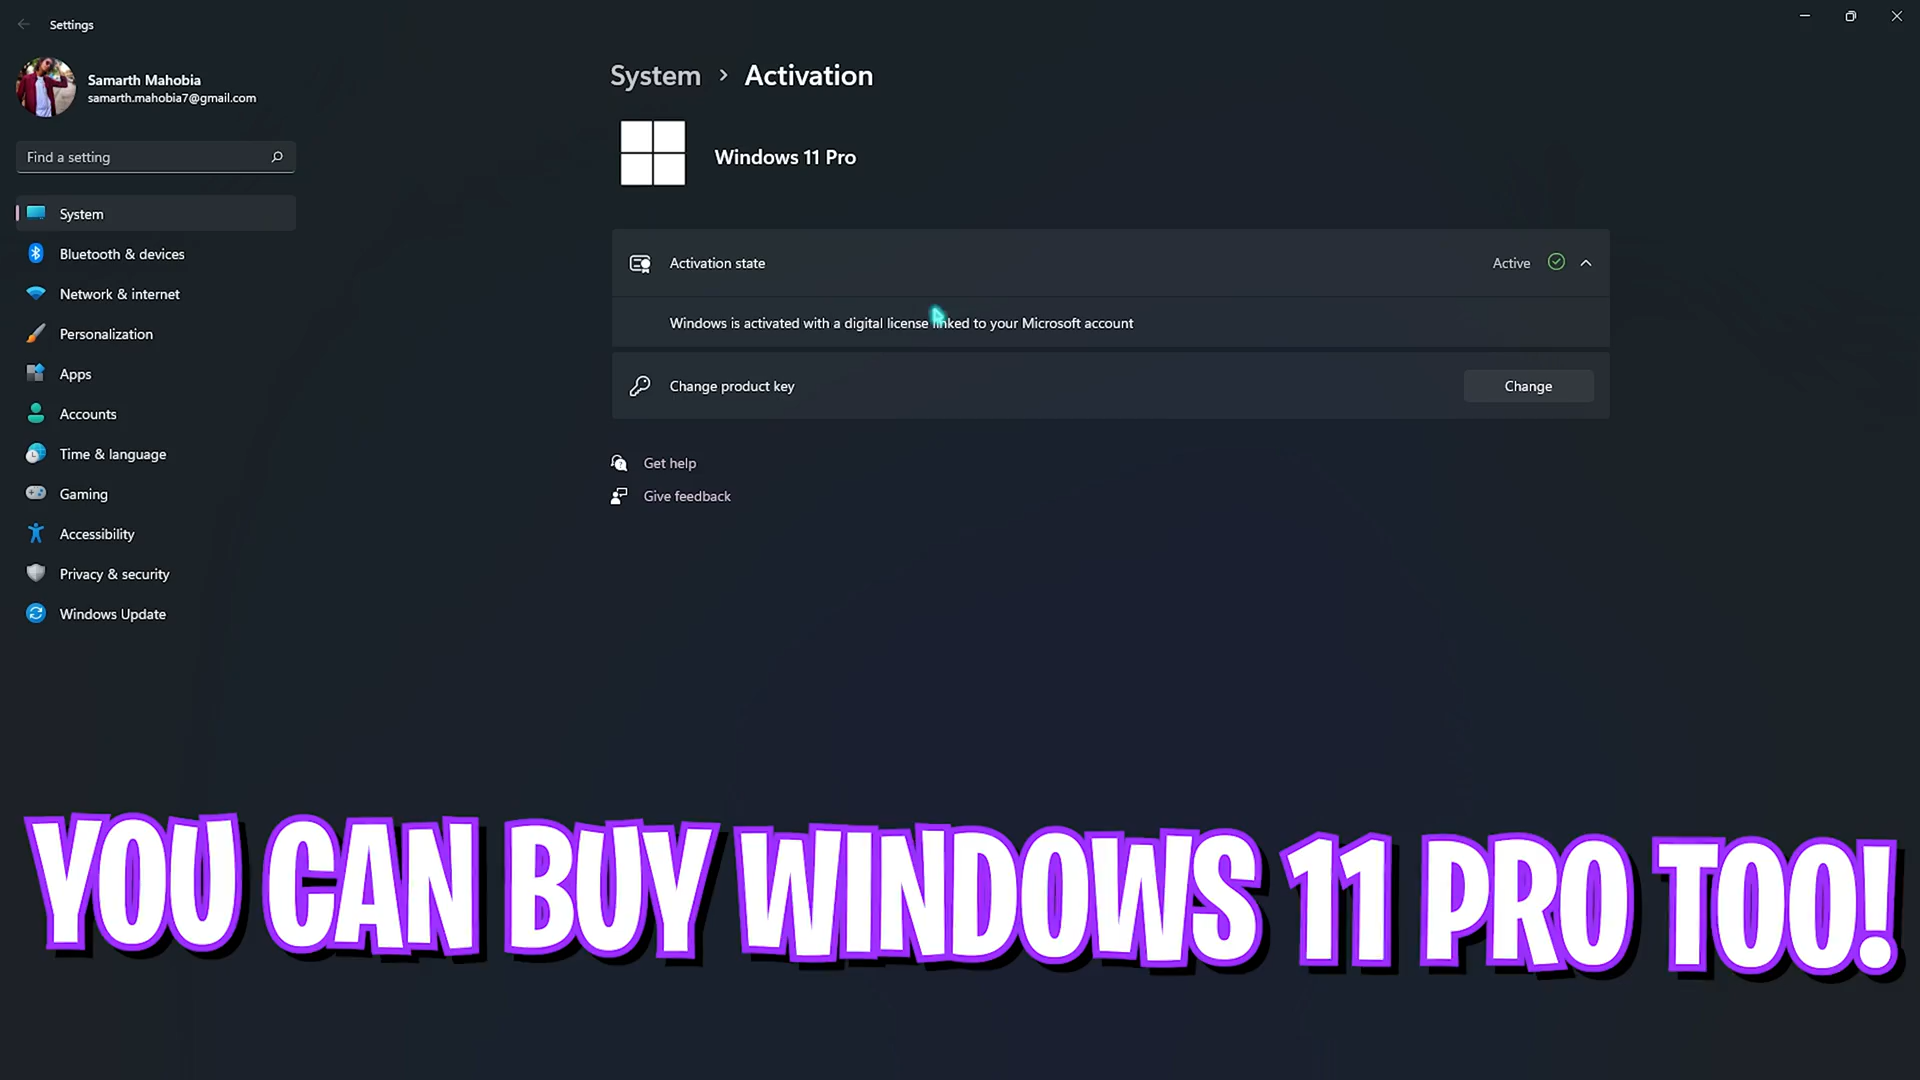 Settings
Samarth Mahobia
samarth.mahobia7@gmail.com
Find a setting
System
Bluetooth & devices
Network & internet
Personalization
Apps
Accounts
Time & language
Gaming
Accessibility
Privacy & security
Windows Update
System > Activation
Windows 11 Pro
Activation state Active
Windows is activated with a digital license linked to your Microsoft account
Change product key Change
Get help
Give feedback
YOU CAN BUY WINDOWS 11 PRO TOO!